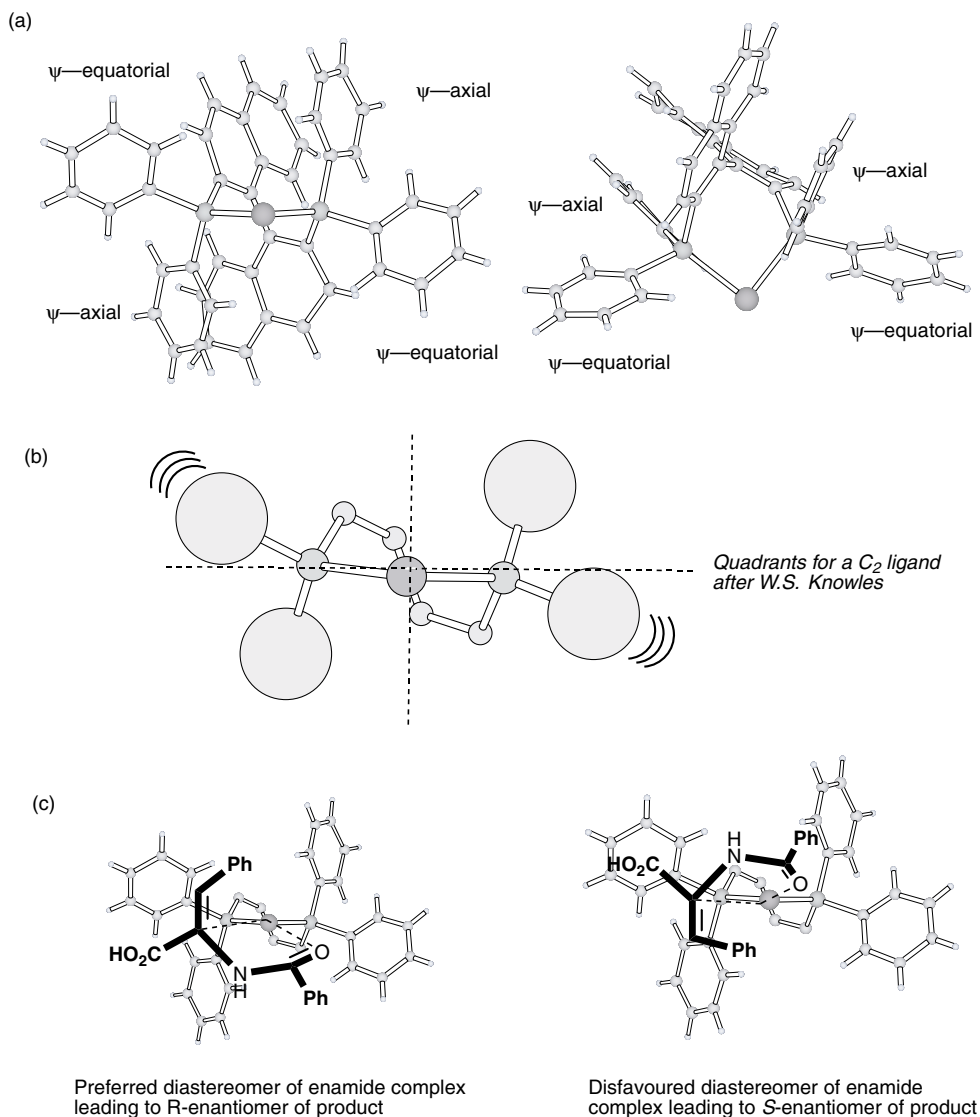 (a)
ψ—equatorial
ψ—axial
ψ—axial
ψ—equatorial
ψ—axial
ψ—axial
ψ—equatorial
ψ—equatorial
(b)
Quadrants for a C₂ ligand
after W.S. Knowles
(c)
Ph
HO₂C
N
H
O
Ph
H
N
Ph
HO₂C
O
Ph
Preferred diastereomer of enamide complex
leading to R-enantiomer of product
Disfavoured diastereomer of enamide
complex leading to S-enantiomer of product